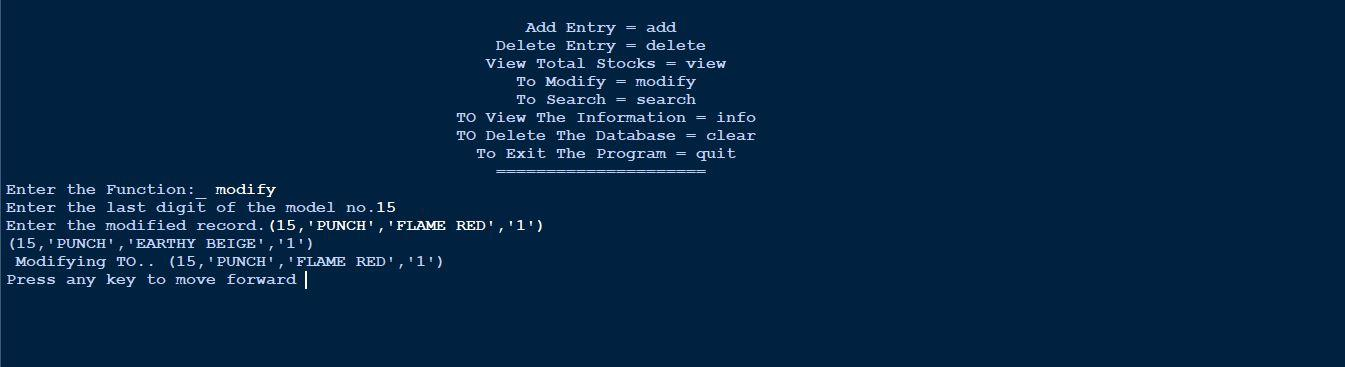 Add Entry = add
Delete Entry = delete
View Total Stocks = view
To Modify = modify
To Search = search
TO View The Information = info
TO Delete The Database = clear
To Exit The Program = quit
=====================
Enter the Function:_ modify
Enter the last digit of the model no.15
Enter the modified record.(15,'PUNCH','FLAME RED','1')
(15,'PUNCH','EARTHY BEIGE','1')
Modifying TO.. (15,'PUNCH','FLAME RED','1')
Press any key to move forward